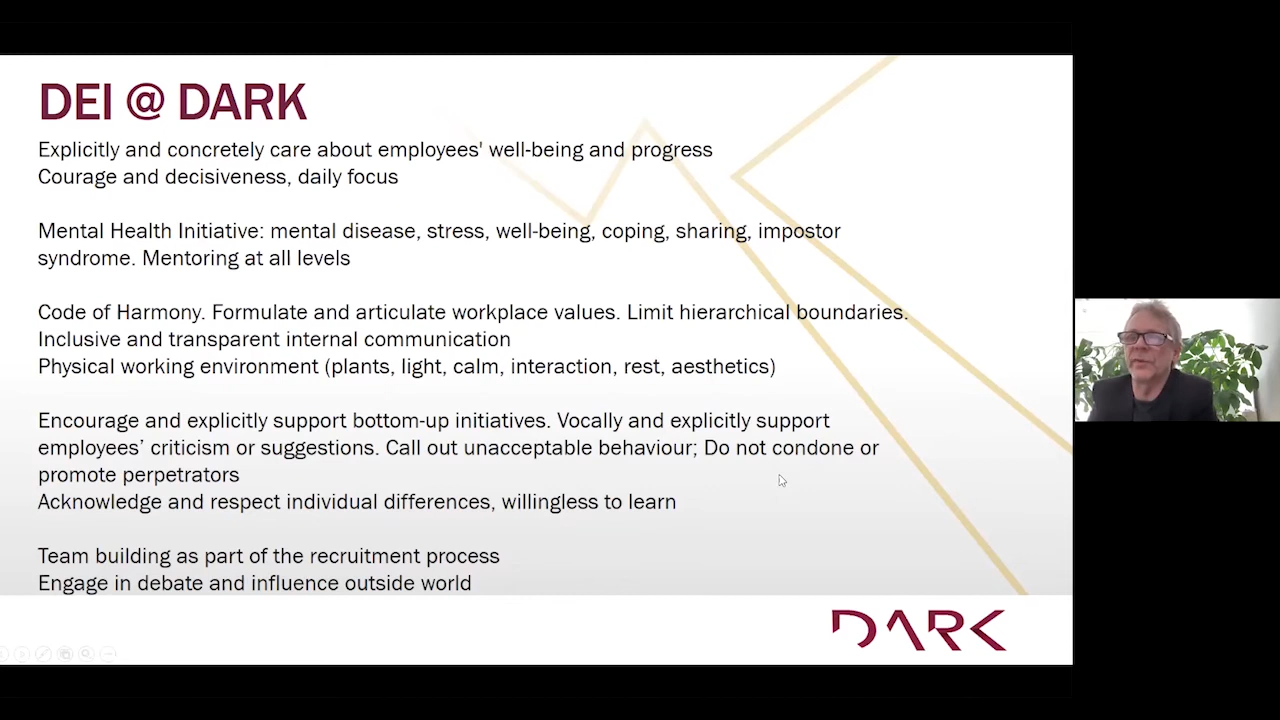 DEI @ DARK
Explicitly and concretely care about employees' well-being and progress
Courage and decisiveness, daily focus
Mental Health Initiative: mental disease, stress, well-being, coping, sharing, impostor
syndrome. Mentoring at all levels
Code of Harmony. Formulate and articulate workplace values. Limit hierarchical boundaries.
Inclusive and transparent internal communication
Physical working environment (plants, light, calm, interaction, rest, aesthetics)
Encourage and explicitly support bottom-up initiatives. Vocally and explicitly support
employees’ criticism or suggestions. Call out unacceptable behaviour; Do not condone or
promote perpetrators
Acknowledge and respect individual differences, willingless to learn
Team building as part of the recruitment process
Engage in debate and influence outside world
DARK